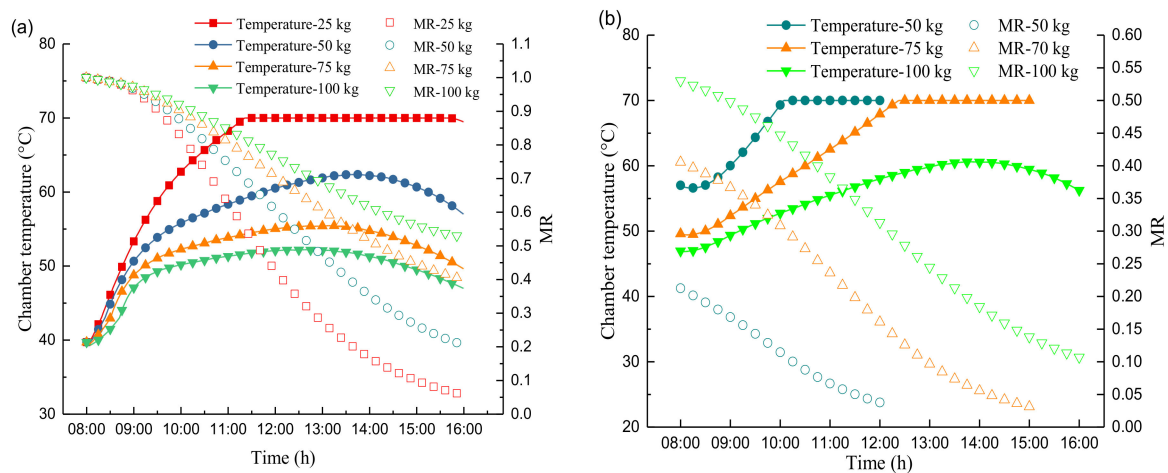 (a)
Temperature-25 kg
MR-25 kg
Temperature-50 kg
MR-50 kg
Temperature-75 kg
MR-75 kg
Temperature-100 kg
MR-100 kg
80
70
60
50
40
30
Chamber temperature (°C)
1.1
1.0
0.9
0.8
0.7
0.6
0.5
0.4
0.3
0.2
0.1
0.0
MR
08:00 09:00 10:00 11:00 12:00 13:00 14:00 15:00 16:00
Time (h)
(b)
Temperature-50 kg
MR-50 kg
Temperature-75 kg
MR-70 kg
Temperature-100 kg
MR-100 kg
80
70
60
50
40
30
20
Chamber temperature (°C)
0.60
0.55
0.50
0.45
0.40
0.35
0.30
0.25
0.20
0.15
0.10
0.05
0.00
MR
08:00 09:00 10:00 11:00 12:00 13:00 14:00 15:00 16:00
Time (h)